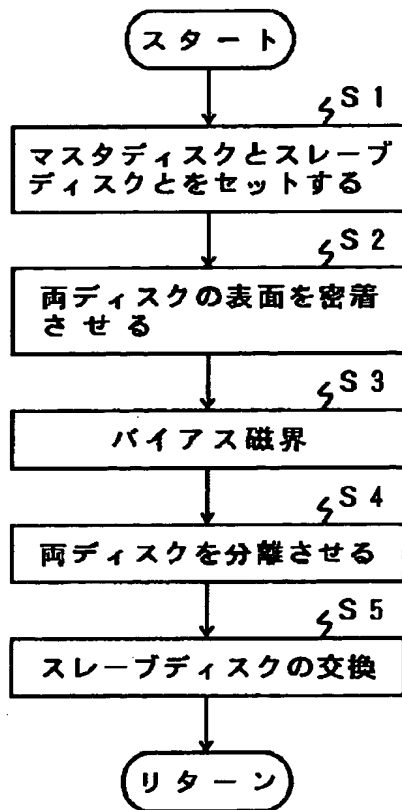 スタート
S1
マスタディスクとスレーブ
ディスクとをセットする
S2
両ディスクの表面を密着
させる
S3
バイアス磁界
S4
両ディスクを分離させる
S5
スレーブディスクの交換
リターン